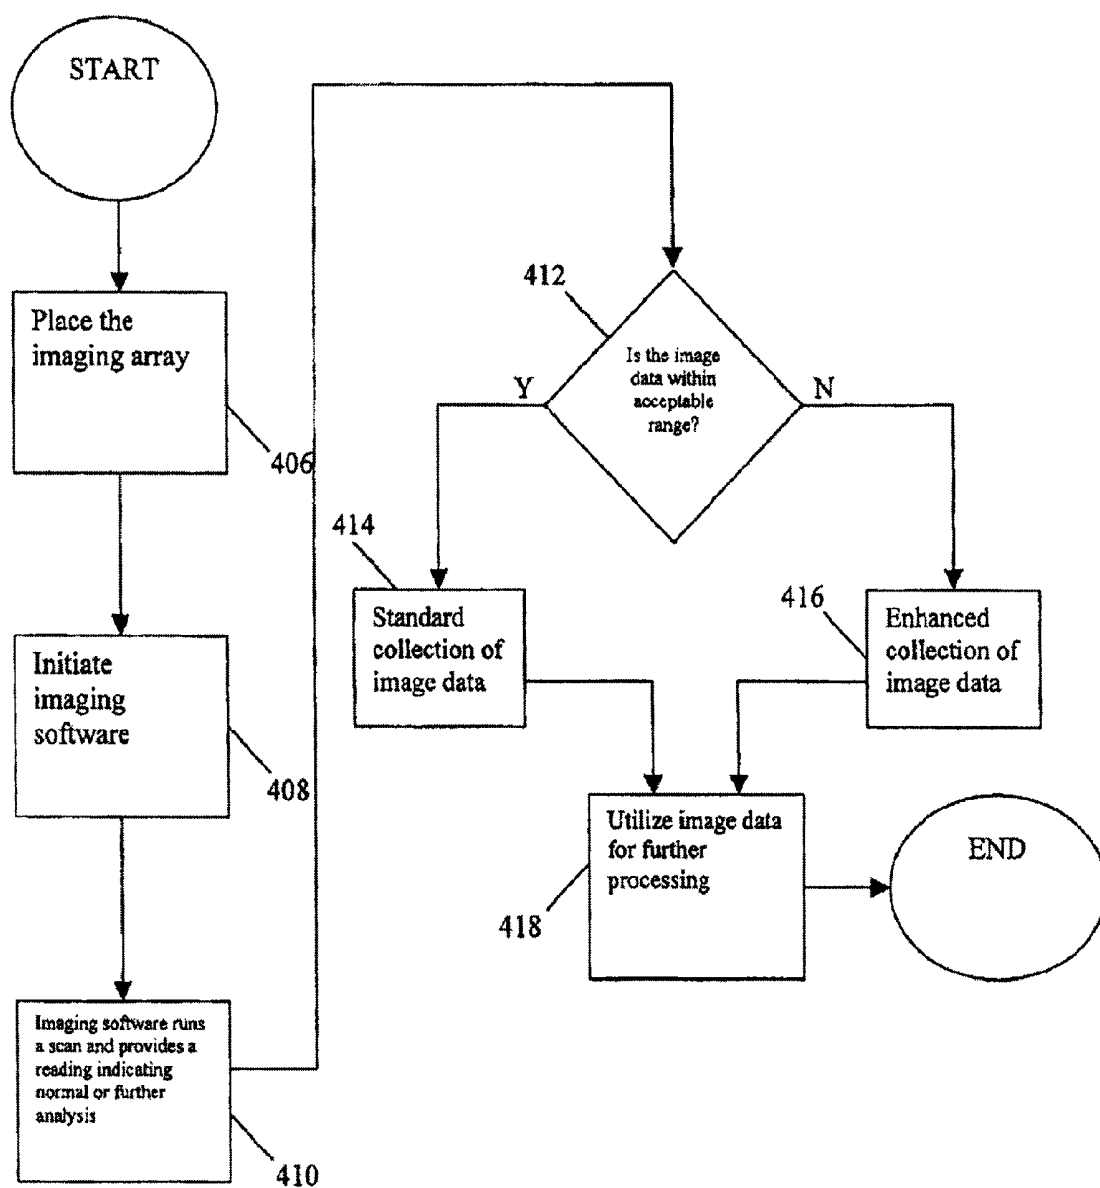 START
Place the
imaging array
406
Initiate
imaging
software
408
Imaging software runs
a scan and provides a
reading indicating
normal or further
analysis
410
412
Is the image
data within
acceptable
range?
Y
N
414
Standard
collection of
image data
416
Enhanced
collection of
image data
Utilize image data
for further
processing
418
END